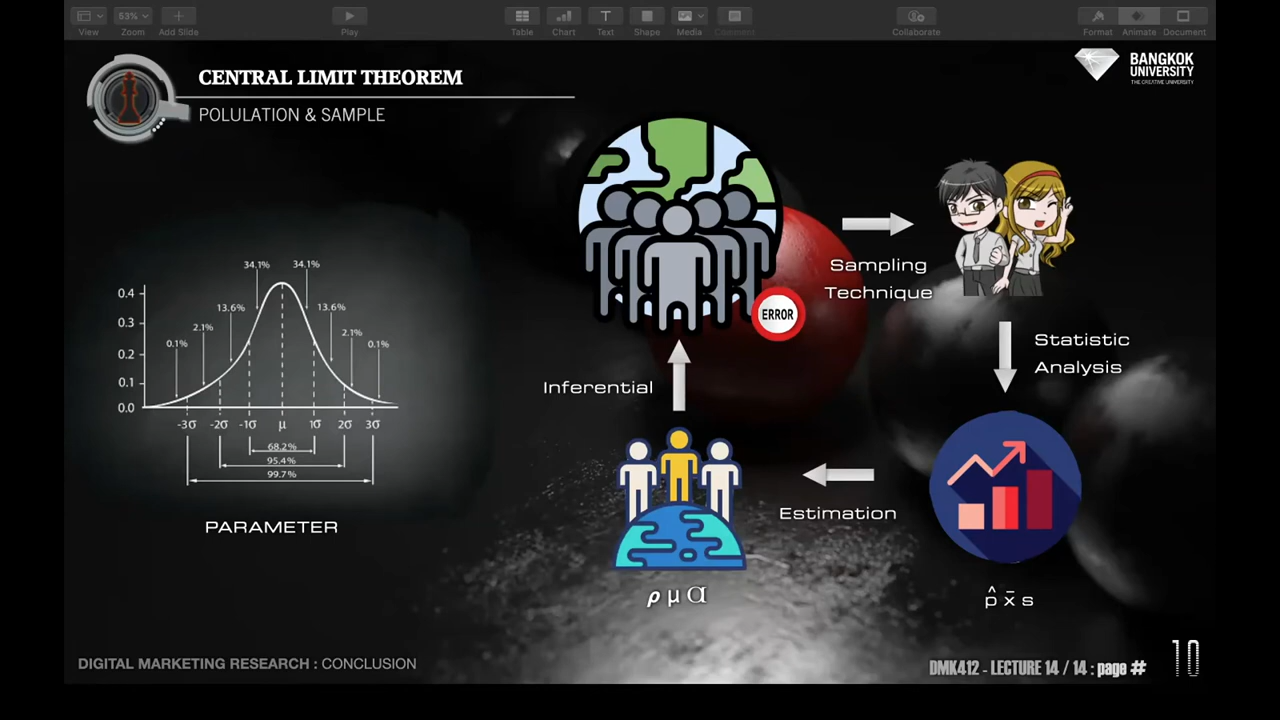 View
53%
Zoom
Add Slide
Play
Table
Chart
Text
Shape
Media
Comment
Collaborate
Format
Animate
Document
CENTRAL LIMIT THEOREM
POLULATION & SAMPLE
BANGKOK
UNIVERSITY
THE CREATIVE UNIVERSITY
Sampling
Technique
ERROR
Statistic
Analysis
Inferential
Estimation
ρ μ α
p̂ x̄ s
34.1% 34.1%
13.6% 13.6%
2.1% 2.1%
0.1% 0.1%
0.4
0.3
0.2
0.1
0.0
-3σ -2σ -1σ μ 1σ 2σ 3σ
68.2%
95.4%
99.7%
PARAMETER
DIGITAL MARKETING RESEARCH : CONCLUSION
DMK412 - LECTURE 14 / 14 : page # 10